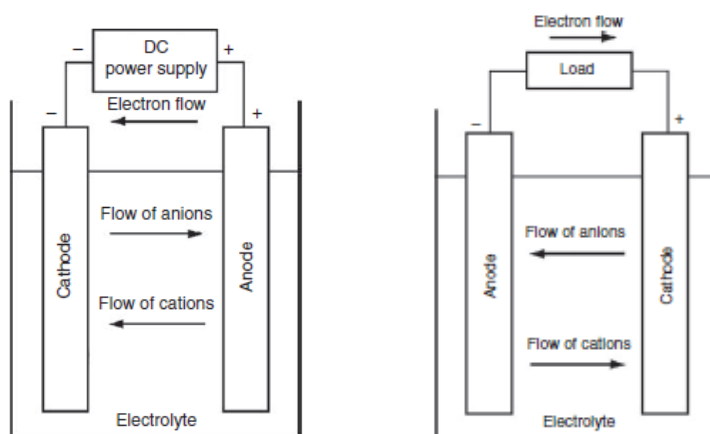 DC
power supply
−
+
Electron flow
−
+
Flow of anions
Flow of cations
Cathode
Anode
Electrolyte
Electron flow
Load
−
+
Flow of anions
Flow of cations
Anode
Cathode
Electrolyte